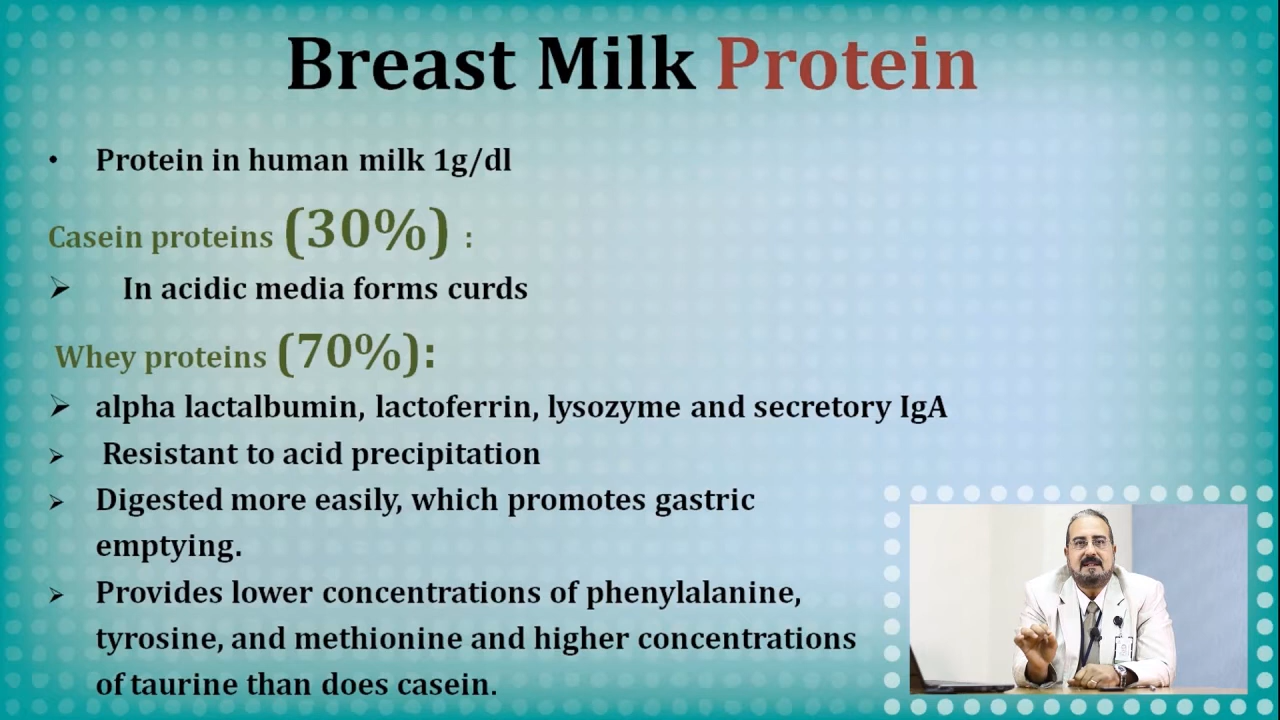 Breast Milk Protein
• Protein in human milk 1g/dl
Casein proteins (30%) :
➢ In acidic media forms curds
Whey proteins (70%):
➢ alpha lactalbumin, lactoferrin, lysozyme and secretory IgA
➢ Resistant to acid precipitation
➢ Digested more easily, which promotes gastric
emptying.
➢ Provides lower concentrations of phenylalanine,
tyrosine, and methionine and higher concentrations
of taurine than does casein.